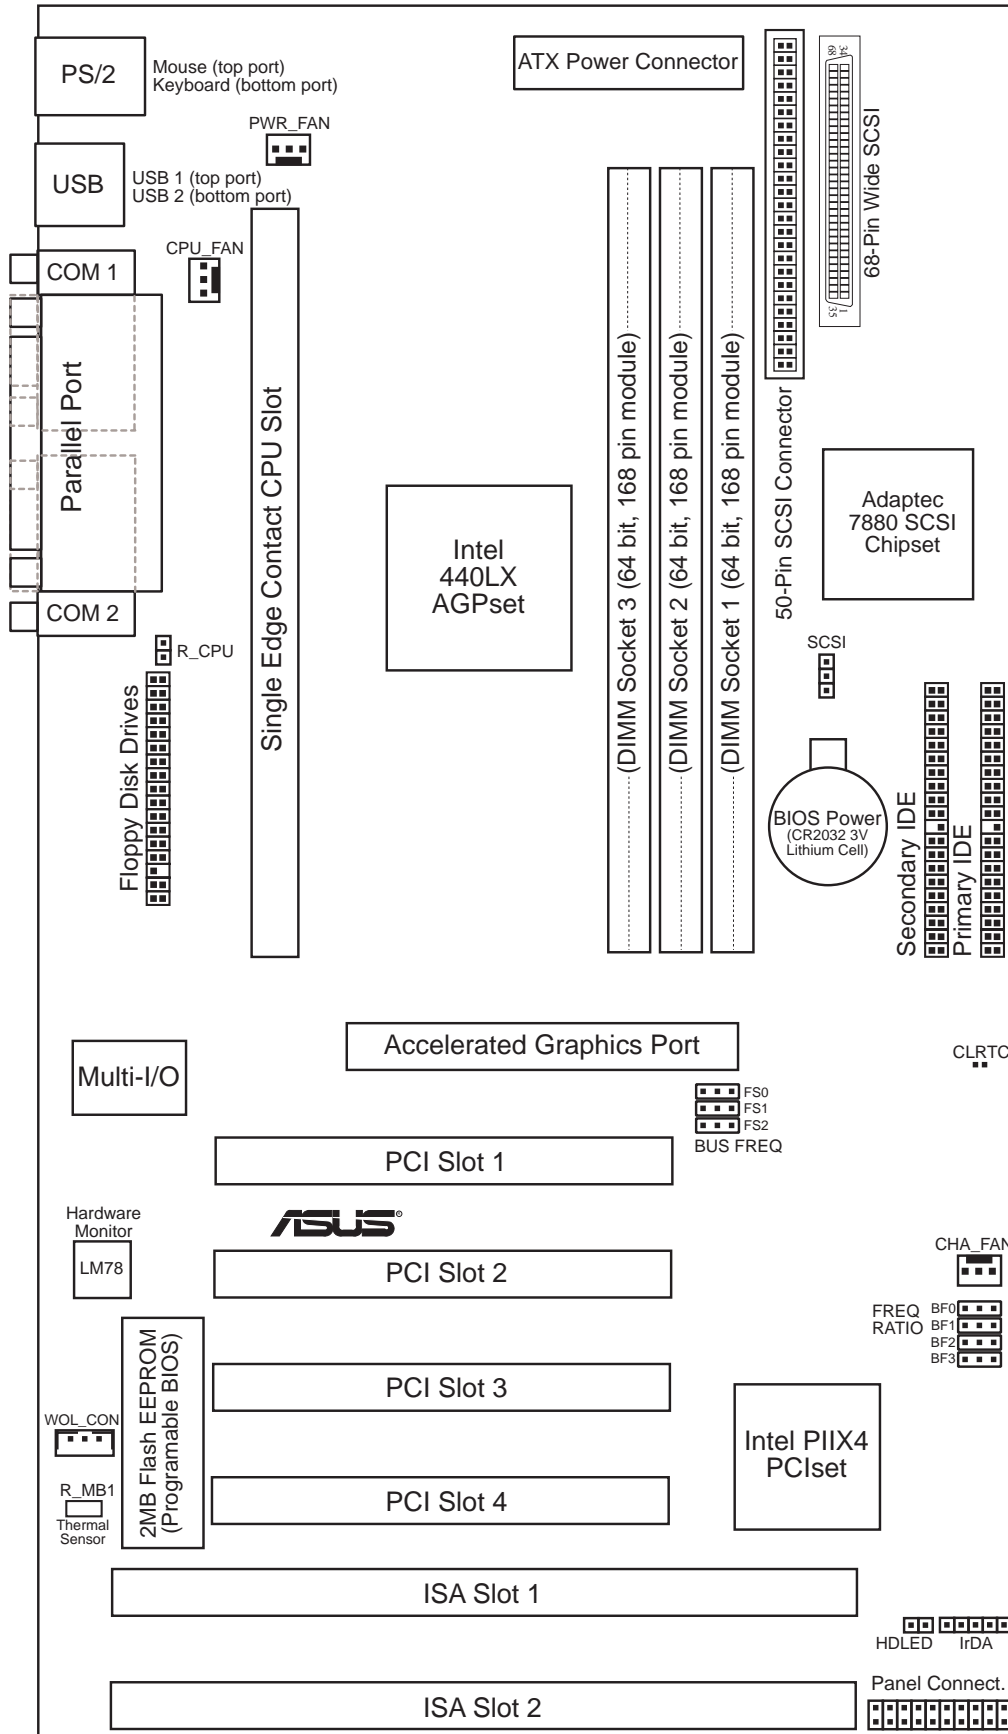 PS/2
Mouse (top port)
Keyboard (bottom port)
ATX Power Connector
68
34
35
1
68-Pin Wide SCSI
PWR_FAN
USB
USB 1 (top port)
USB 2 (bottom port)
CPU_FAN
COM 1
Parallel Port
COM 2
Single Edge Contact CPU Slot
Intel
440LX
AGPset
(DIMM Socket 3 (64 bit, 168 pin module)
(DIMM Socket 2 (64 bit, 168 pin module)
(DIMM Socket 1 (64 bit, 168 pin module)
50-Pin SCSI Connector
Adaptec
7880 SCSI
Chipset
R_CPU
SCSI
Floppy Disk Drives
BIOS Power
(CR2032 3V
Lithium Cell)
Secondary IDE
Primary IDE
Accelerated Graphics Port
CLRTC
Multi-I/O
FS0
FS1
FS2
BUS FREQ
PCI Slot 1
Hardware
Monitor
LM78
ASUS®
PCI Slot 2
CHA_FAN
FREQ
RATIO
BF0
BF1
BF2
BF3
2MB Flash EEPROM
(Programable BIOS)
PCI Slot 3
WOL_CON
Intel PIIX4
PCIset
R_MB1
Thermal
Sensor
PCI Slot 4
ISA Slot 1
HDLED
IrDA
Panel Connect.
ISA Slot 2